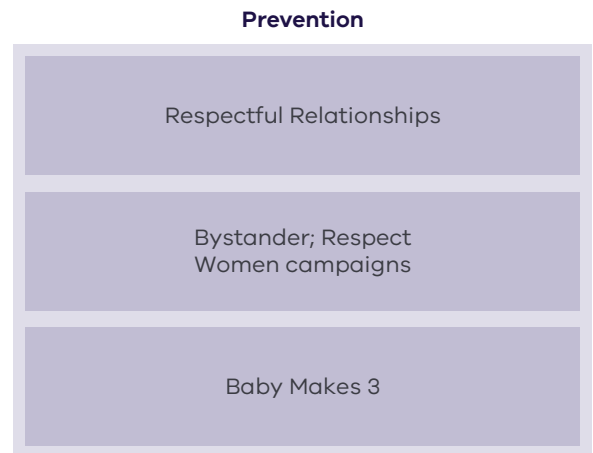 Prevention
Respectful Relationships
Bystander; Respect
Women campaigns
Baby Makes 3